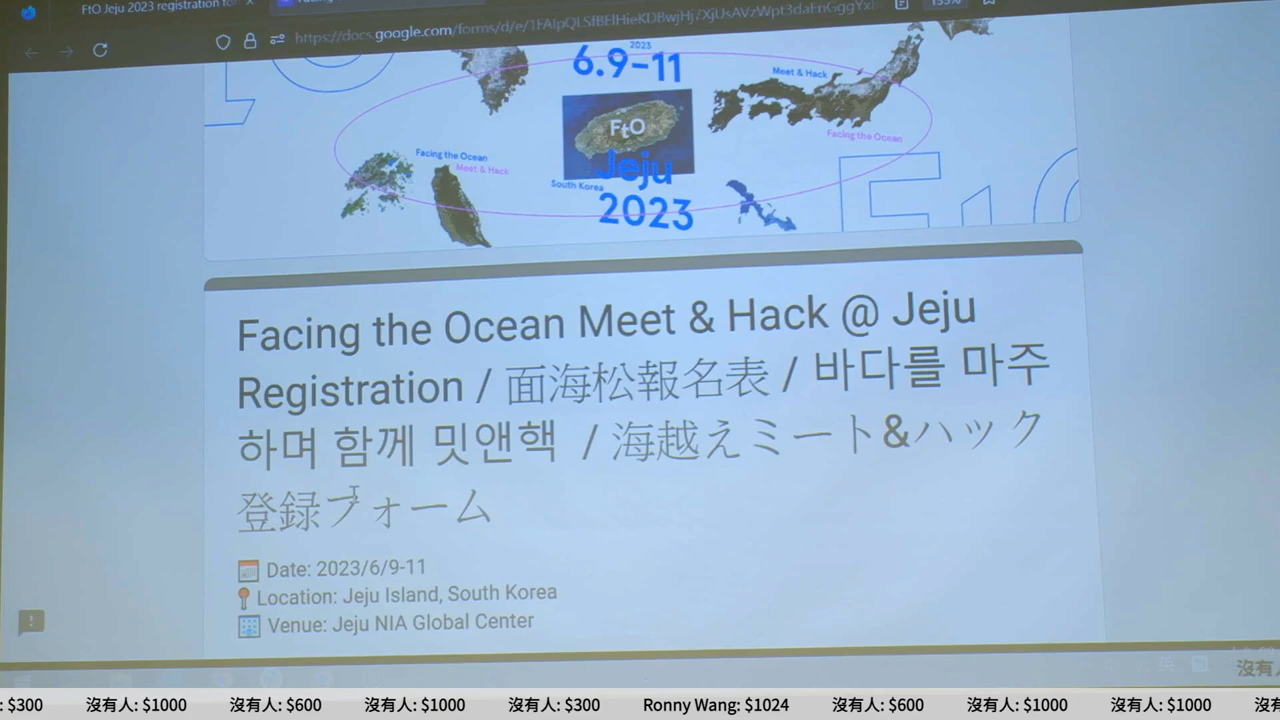 FtO Jeju 2023 registration fo
https://docs.google.com/forms/d/e/
2023
6.9-11
Meet & Hack
FtO
Facing the Ocean
Facing the Ocean
Meet & Hack
Jeju
South Korea
2023
Facing the Ocean Meet & Hack @ Jeju
Registration / 面海松報名表 / 바다를 마주
하며 함께 밋앤핵 / 海越えミート&ハック
登録フォーム
Date: 2023/6/9-11
Location: Jeju Island, South Korea
Venue: Jeju NIA Global Center
: $300 沒有人: $1000 沒有人: $600 沒有人: $1000 沒有人: $300 Ronny Wang: $1024 沒有人: $600 沒有人: $1000 沒有人: $1000